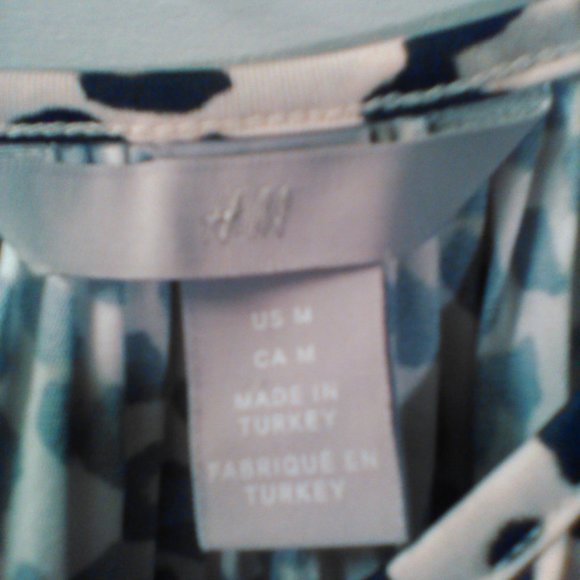 H&M
US M
CA M
MADE IN
TURKEY
FABRIQUÉ EN
TURKEY